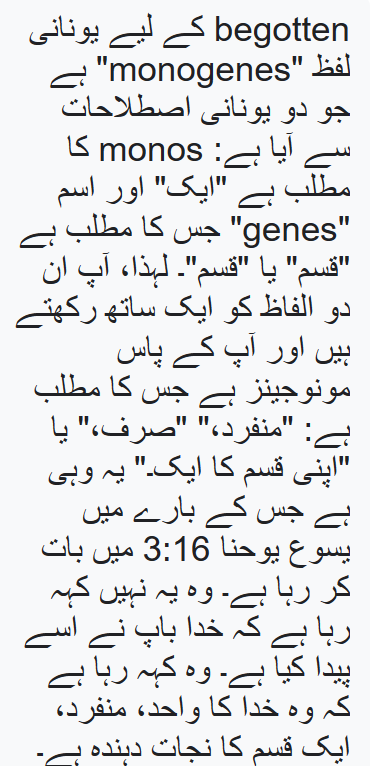 begotten کے لیے یونانی
لفظ "monogenes" ہے
جو دو یونانی اصطلاحات
سے آیا ہے: monos کا
مطلب ہے "ایک" اور اسم
"genes" جس کا مطلب ہے
"قسم" یا "قسم"۔ لہذا، آپ ان
دو الفاظ کو ایک ساتھ رکھتے
ہیں اور آپ کے پاس
مونوجینز ہے جس کا مطلب
ہے: "منفرد،" "صرف،" یا
"اپنی قسم کا ایک۔" یہ وہی
ہے جس کے بارے میں
یسوع یوحنا 3:16 میں بات
کر رہا ہے۔ وہ یہ نہیں کہہ
رہا ہے کہ خدا باپ نے اسے
پیدا کیا ہے۔ وہ کہہ رہا ہے
کہ وہ خدا کا واحد، منفرد،
ایک قسم کا نجات دہندہ ہے۔